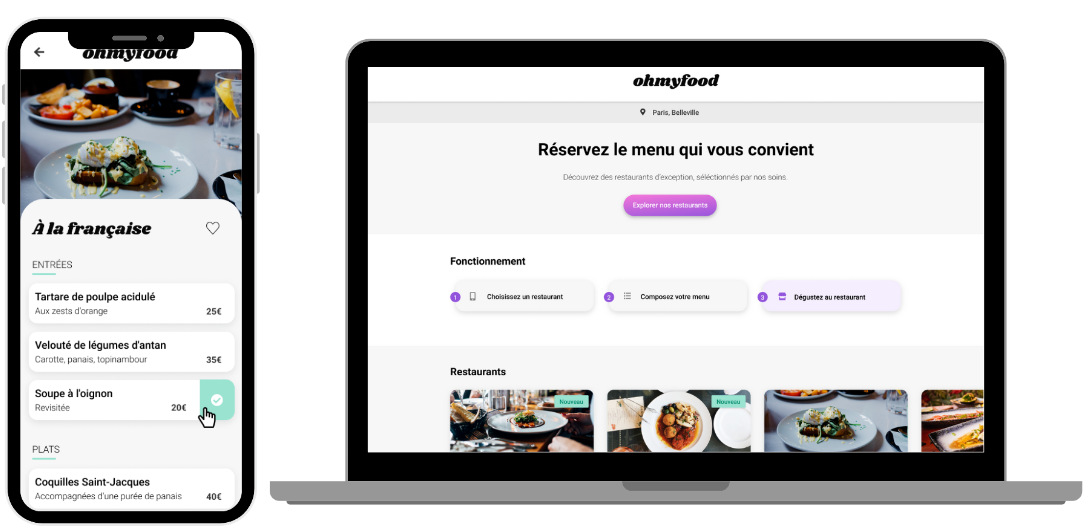 ohmyfood
À la française
ENTRÉES
Tartare de poulpe acidulé
Aux zests d'orange
25€
Velouté de légumes d'antan
Carotte, panais, topinambour
35€
Soupe à l'oignon
Revisitée
20€
PLATS
Coquilles Saint-Jacques
Accompagnées d'une purée de panais
40€
ohmyfood
Paris, Belleville
Réservez le menu qui vous convient
Découvrez des restaurants d'exception, séléctionnés par nos soins.
Explorer nos restaurants
Fonctionnement
1 Choisissez un restaurant
2 Composez votre menu
3 Dégustez au restaurant
Restaurants
Nouveau
Nouveau